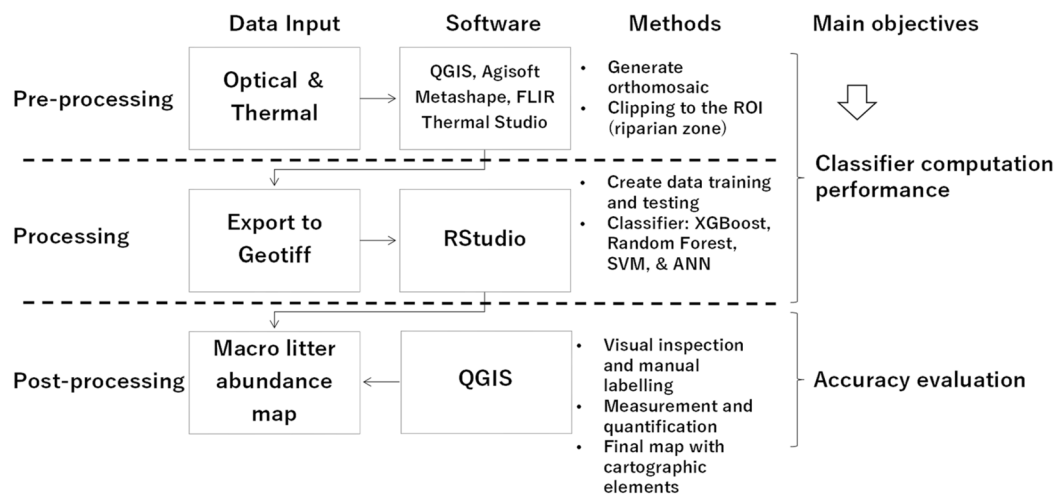 Data Input
Software
Methods
Main objectives
Pre-processing
Optical &
Thermal
QGIS, Agisoft
Metashape, FLIR
Thermal Studio
• Generate
orthomosaic
• Clipping to the ROI
(riparian zone)
Classifier computation
performance
Processing
Export to
Geotiff
RStudio
• Create data training
and testing
• Classifier: XGBoost,
Random Forest,
SVM, & ANN
Post-processing
Macro litter
abundance
map
QGIS
• Visual inspection
and manual
labelling
• Measurement and
quantification
• Final map with
cartographic
elements
Accuracy evaluation